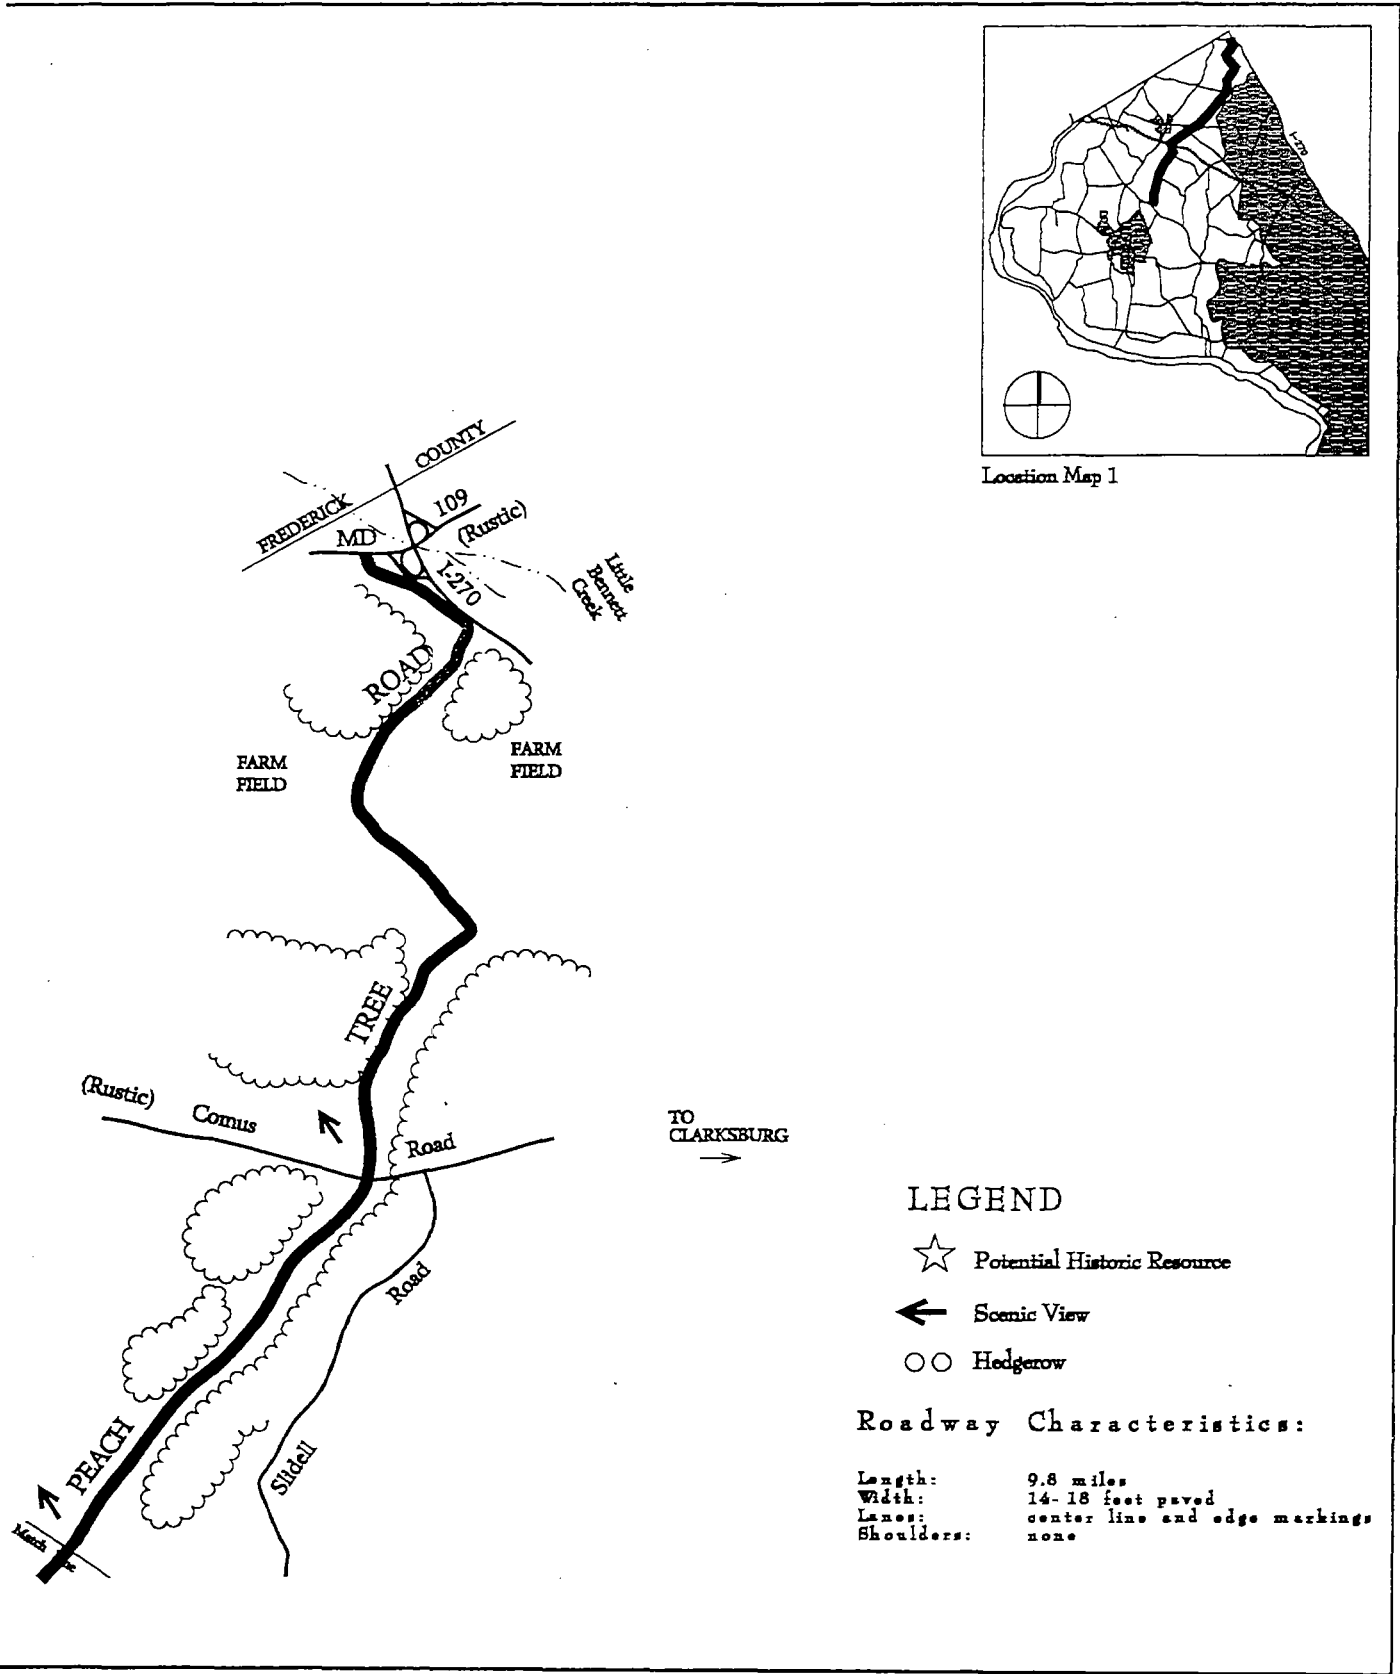 I-270
Location Map 1
FREDERICK COUNTY
MD 109
(Rustic)
I-270
Little
Bennett
Creek
ROAD
FARM
FIELD
FARM
FIELD
TREE
(Rustic) Comus Road
TO
CLARKSBURG
Road
Slidell
PEACH
Match
LEGEND
Potential Historic Resource
Scenic View
Hedgerow
Roadway Characteristics:
Length: 9.8 miles
Width: 14-18 feet paved
Lanes: center line and edge markings
Shoulders: none